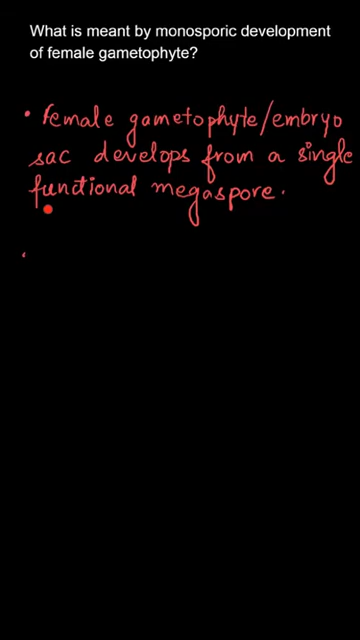 What is meant by monosporic development
of female gametophyte?
• Female gametophyte/embryo
sac develops from a single
functional megaspore.